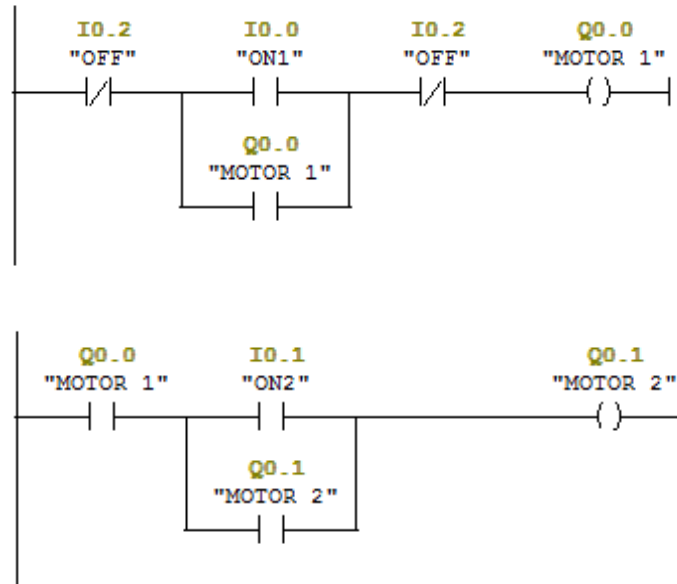 I0.2 I0.0 I0.2 Q0.0
"OFF" "ON1" "OFF" "MOTOR 1"
Q0.0
"MOTOR 1"
Q0.0 I0.1 Q0.1
"MOTOR 1" "ON2" "MOTOR 2"
Q0.1
"MOTOR 2"